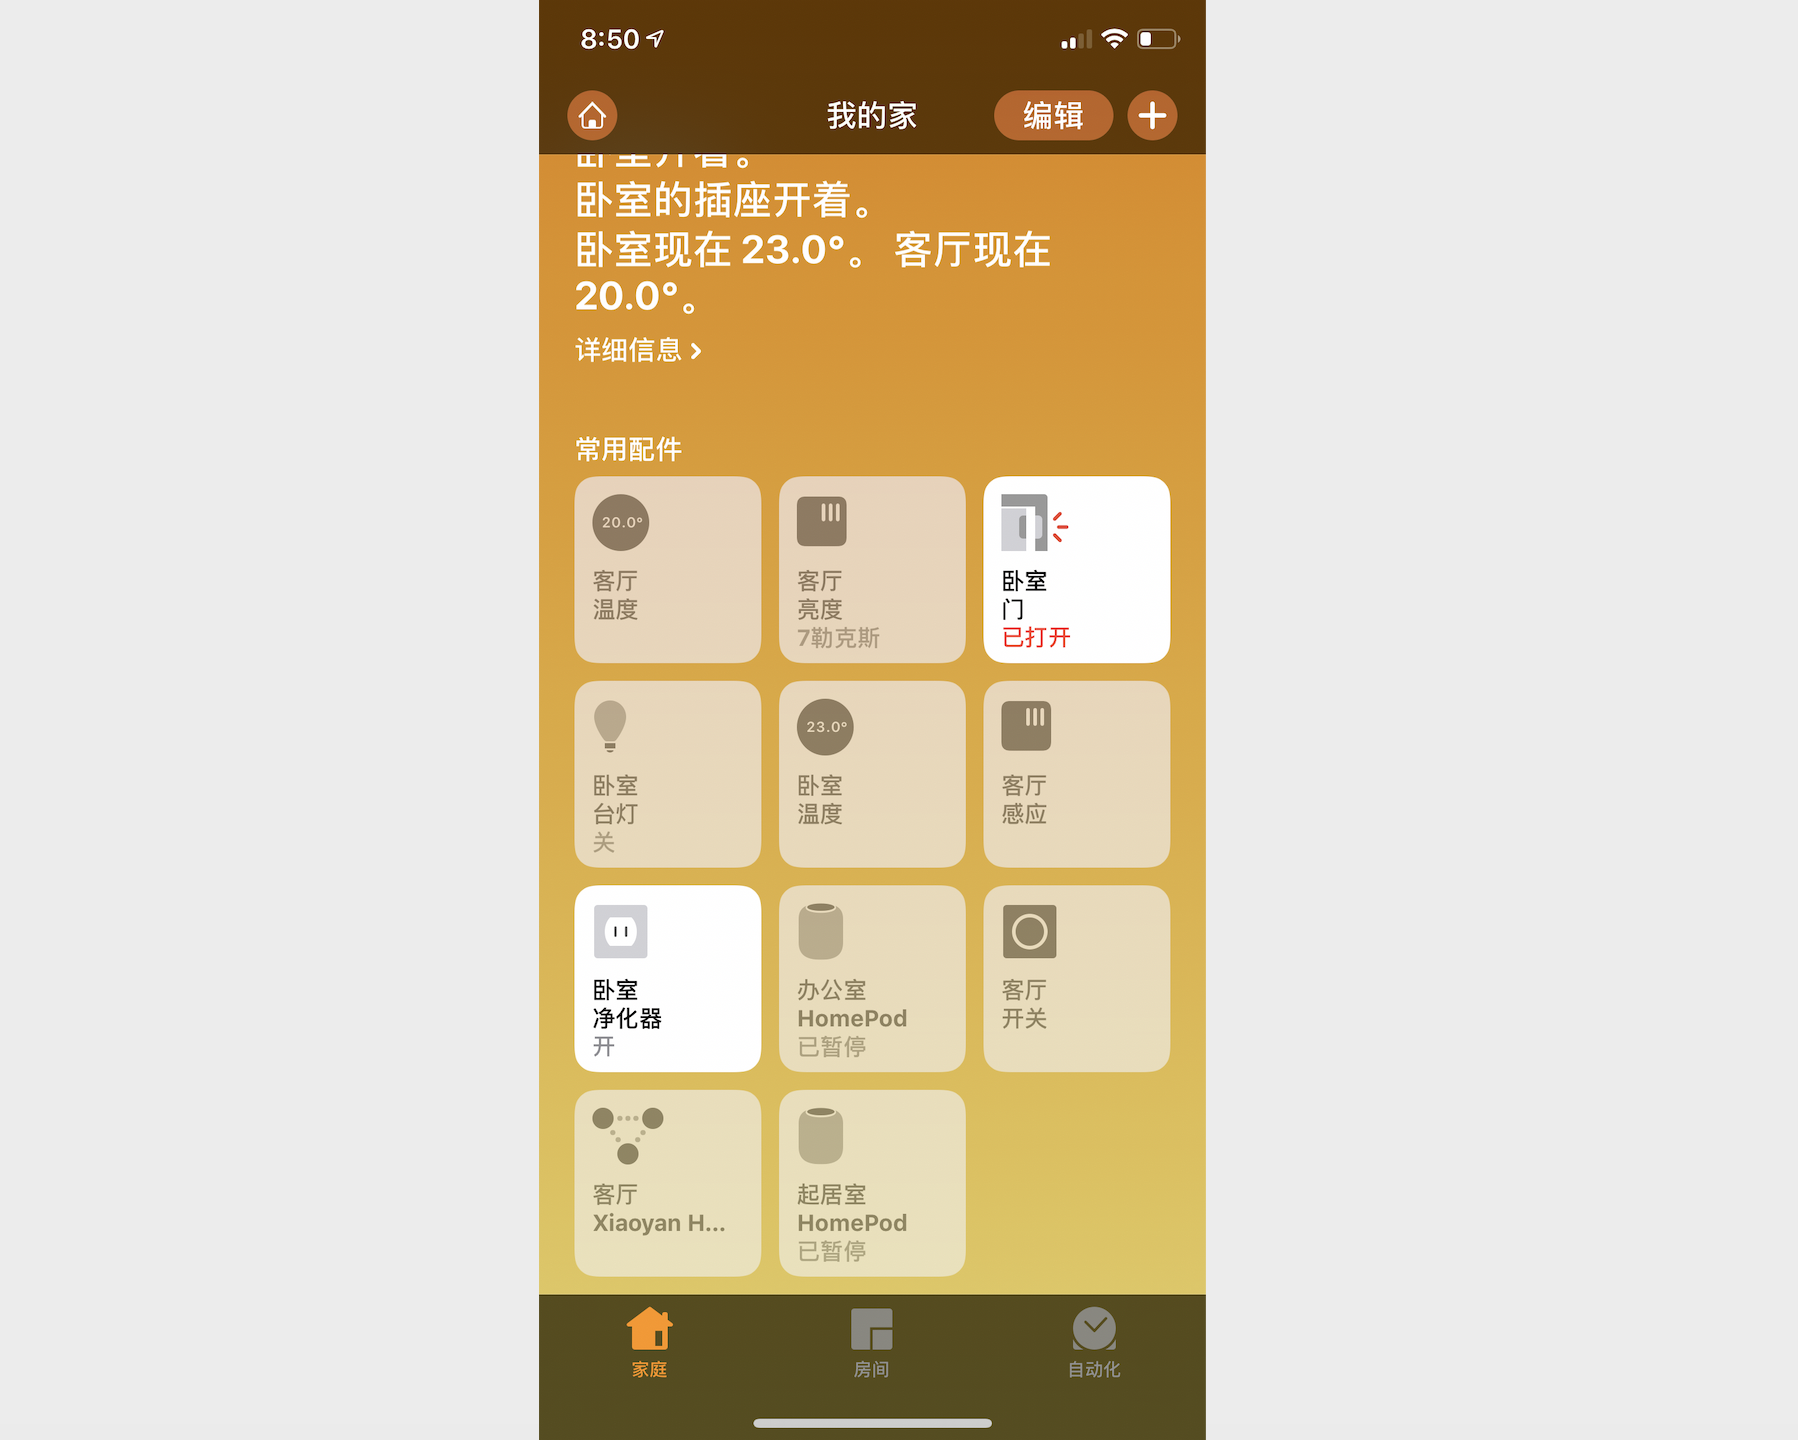 8:50
我的家
编辑
卧室开着。
卧室的插座开着。
卧室现在 23.0°。 客厅现在
20.0°。
详细信息
常用配件
20.0°
客厅
温度
客厅
亮度
7勒克斯
卧室
门
已打开
卧室
台灯
关
23.0°
卧室
温度
客厅
感应
卧室
净化器
开
办公室
HomePod
已暂停
客厅
开关
客厅
Xiaoyan H...
起居室
HomePod
已暂停
家庭
房间
自动化